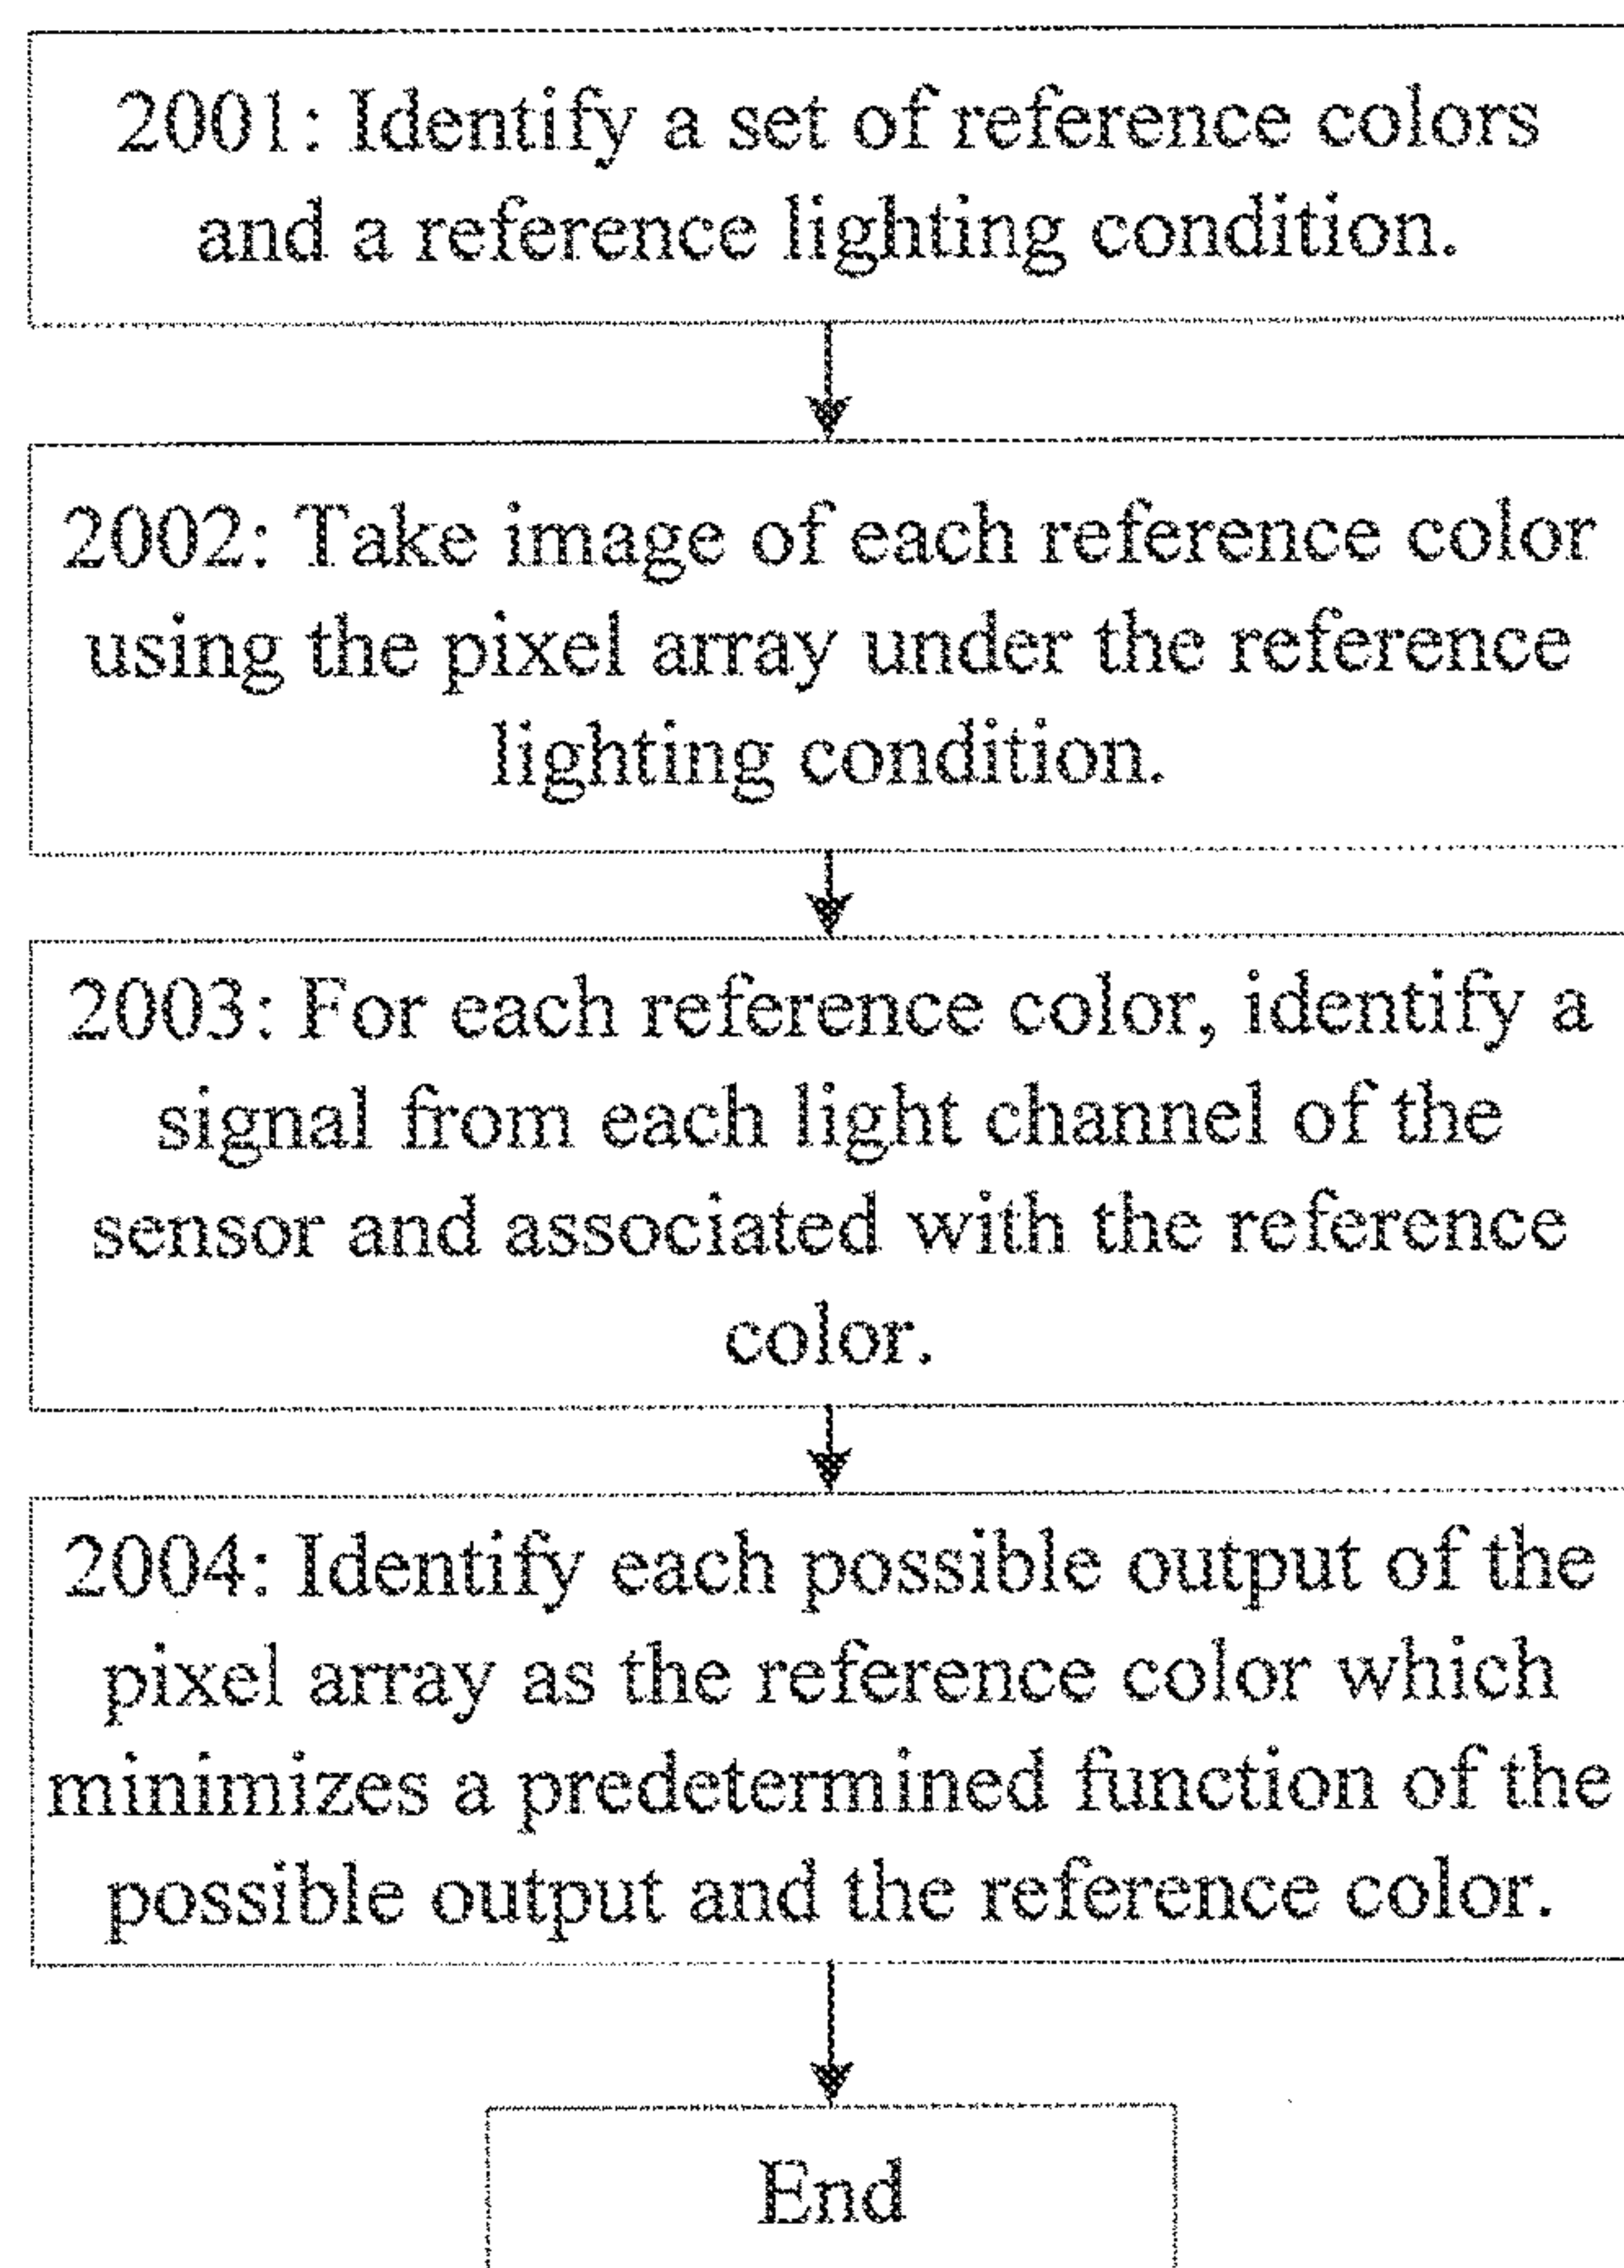 2001: Identify a set of reference colors
and a reference lighting condition.
2002: Take image of each reference color
using the pixel array under the reference
lighting condition.
2003: For each reference color, identify a
signal from each light channel of the
sensor and associated with the reference
color.
2004: Identify each possible output of the
pixel array as the reference color which
minimizes a predetermined function of the
possible output and the reference color.
End